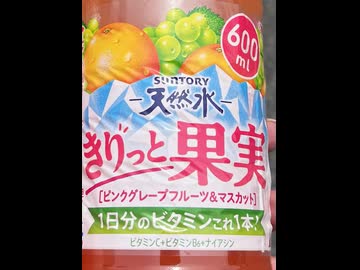 600
ml
SUNTORY
天然水
きりっと果実
[ピンクグレープフルーツ&マスカット]
1日分のビタミンこれ1本!
ビタミンC+ビタミンB6+ナイアシン